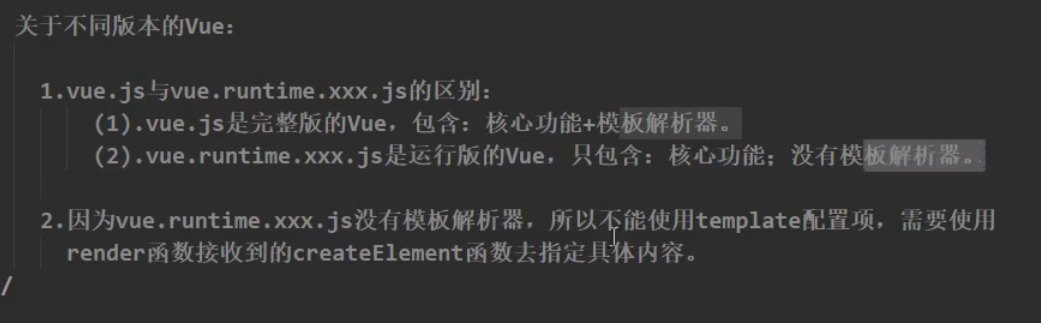 关于不同版本的Vue:
1.vue.js与vue.runtime.xxx.js的区别:
(1).vue.js是完整版的Vue，包含：核心功能+模板解析器。
(2).vue.runtime.xxx.js是运行版的Vue，只包含：核心功能；没有模板解析器。
2.因为vue.runtime.xxx.js没有模板解析器，所以不能使用template配置项，需要使用
render函数接收到的createElement函数去指定具体内容。
/